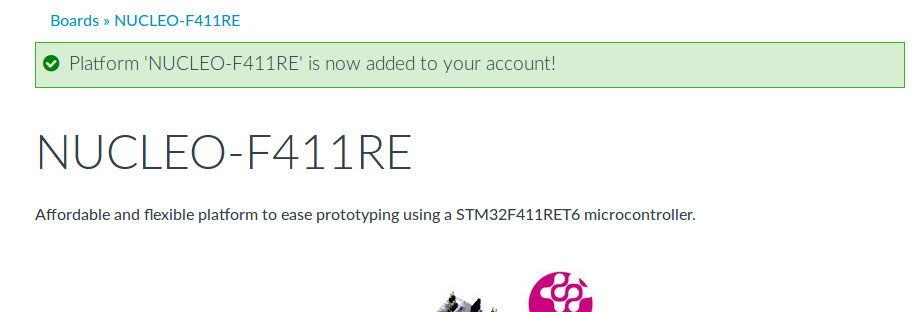 Boards » NUCLEO-F411RE
Platform 'NUCLEO-F411RE' is now added to your account!
NUCLEO-F411RE
Affordable and flexible platform to ease prototyping using a STM32F411RET6 microcontroller.